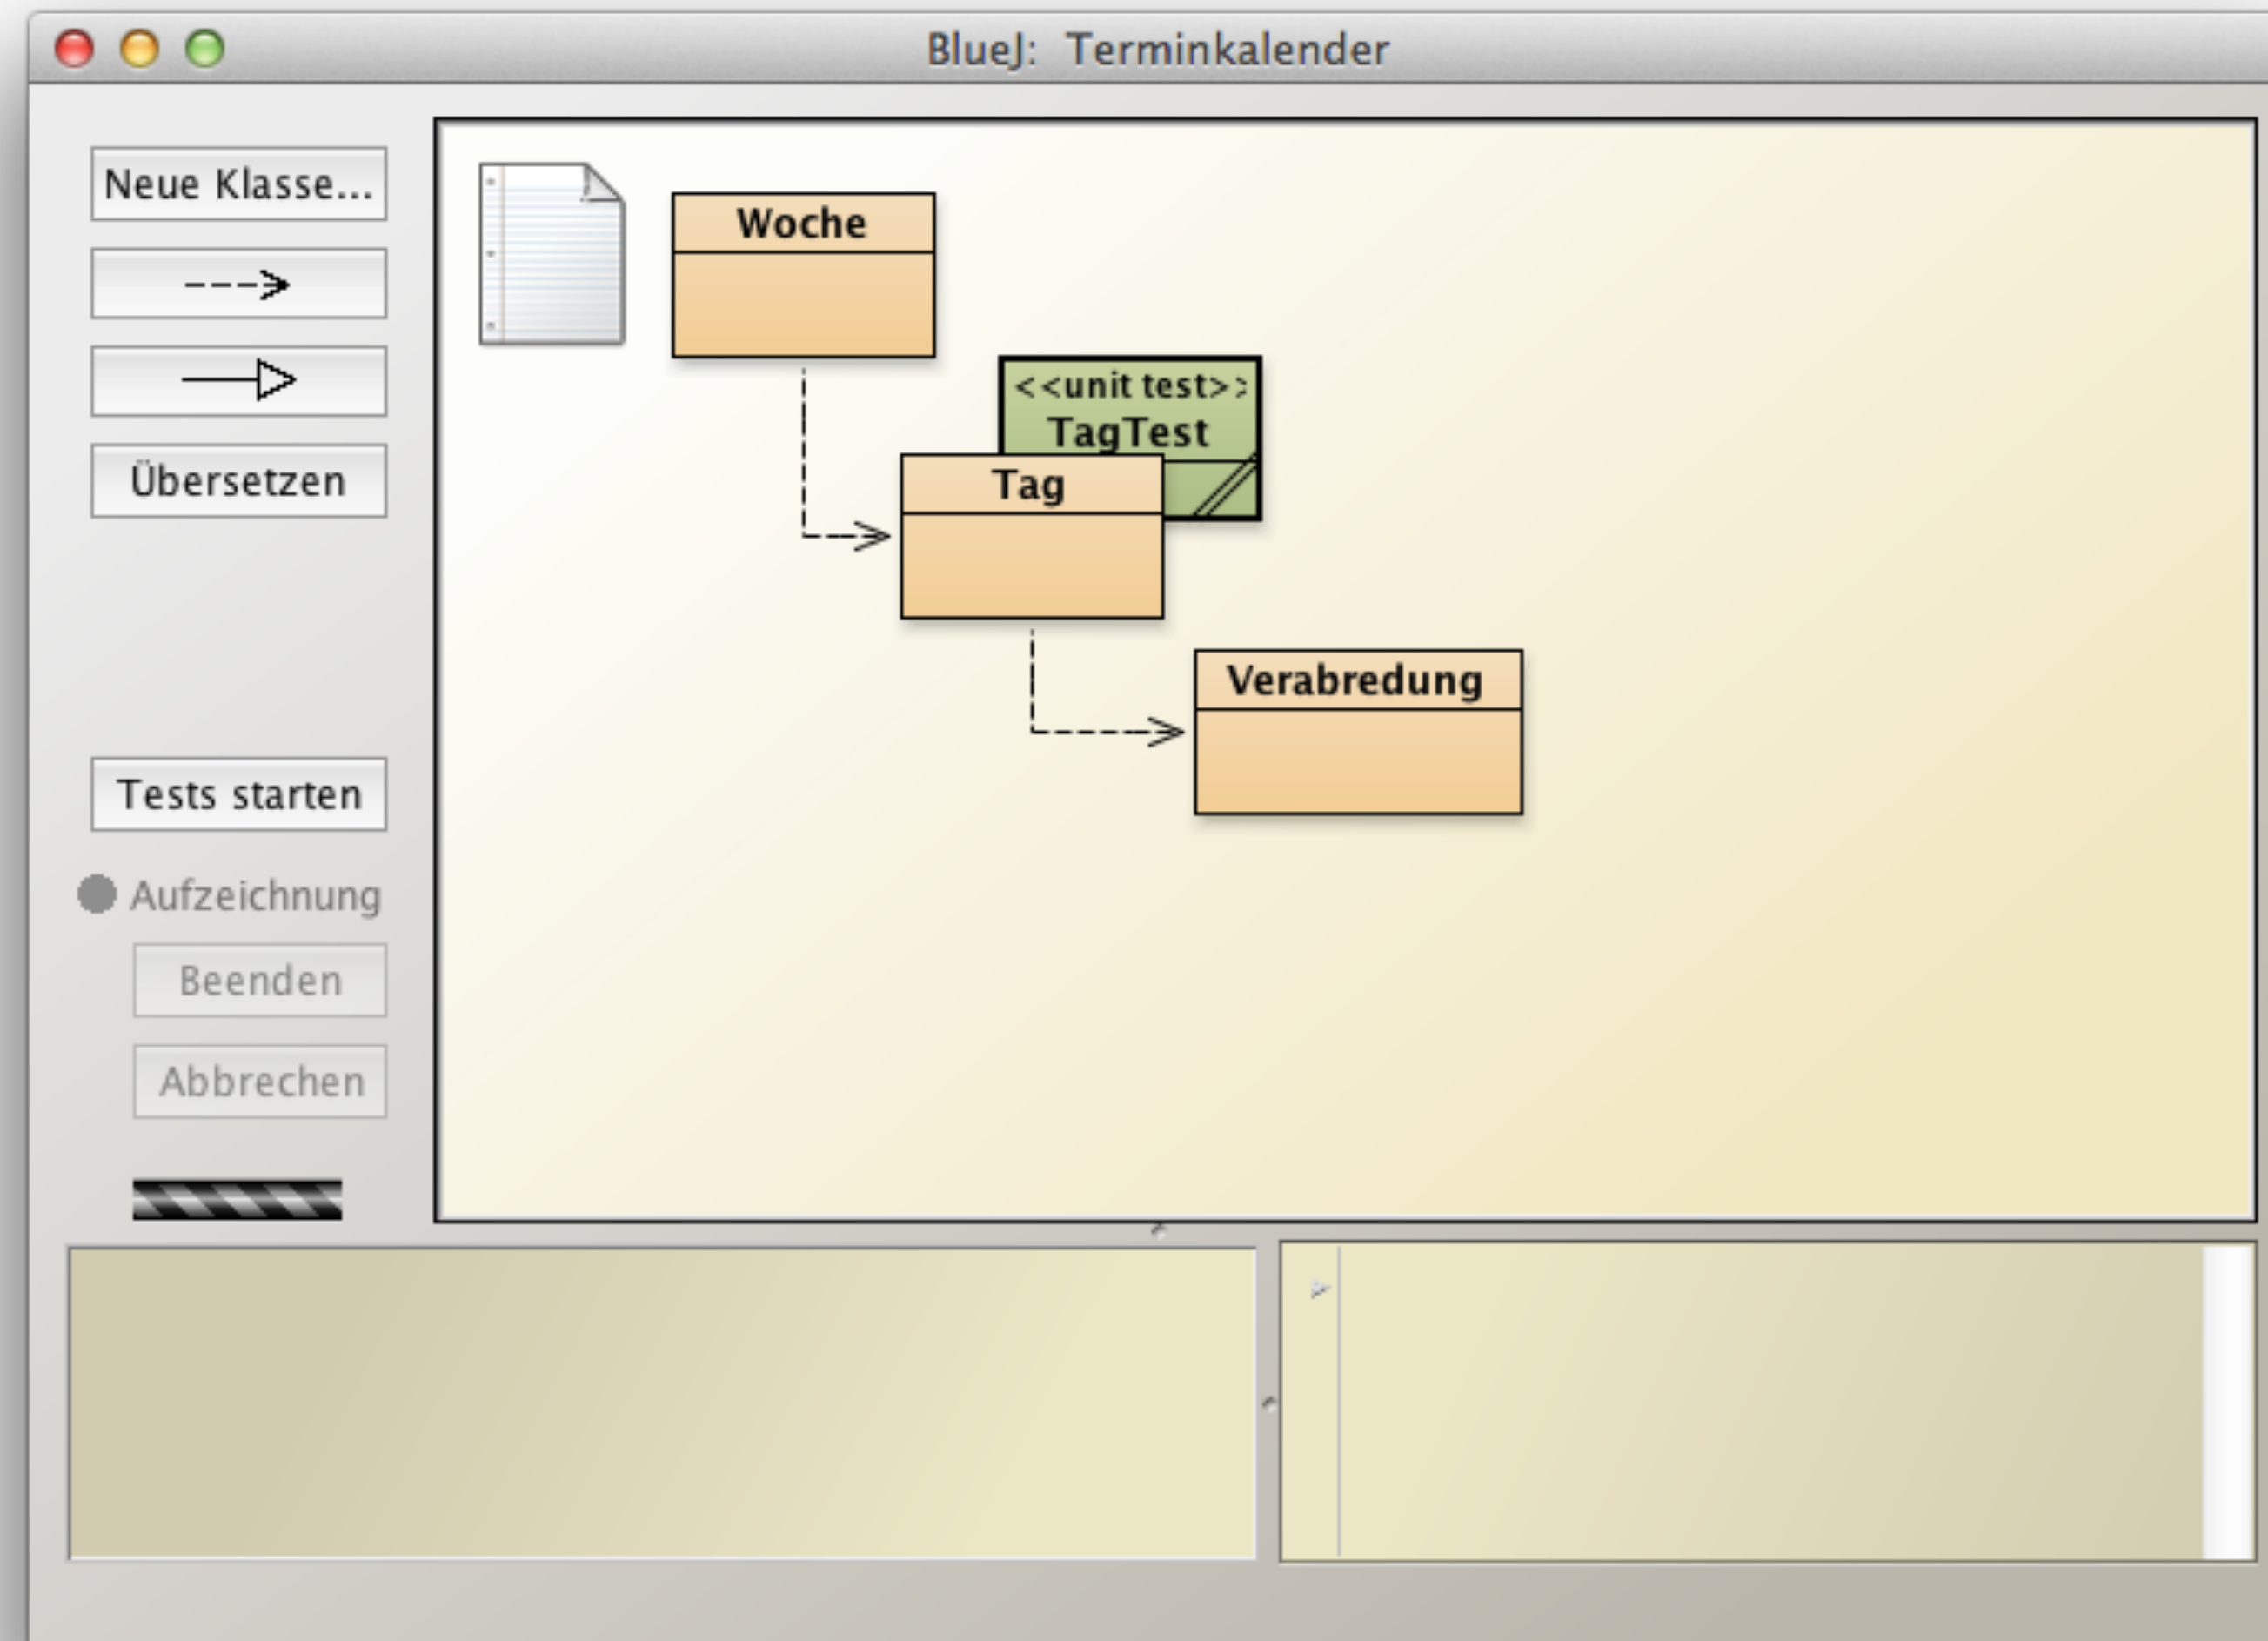 BlueJ: Terminkalender
Neue Klasse...
Übersetzen
Tests starten
Aufzeichnung
Beenden
Abbrechen
Woche
<<unit test>>
TagTest
Tag
Verabredung